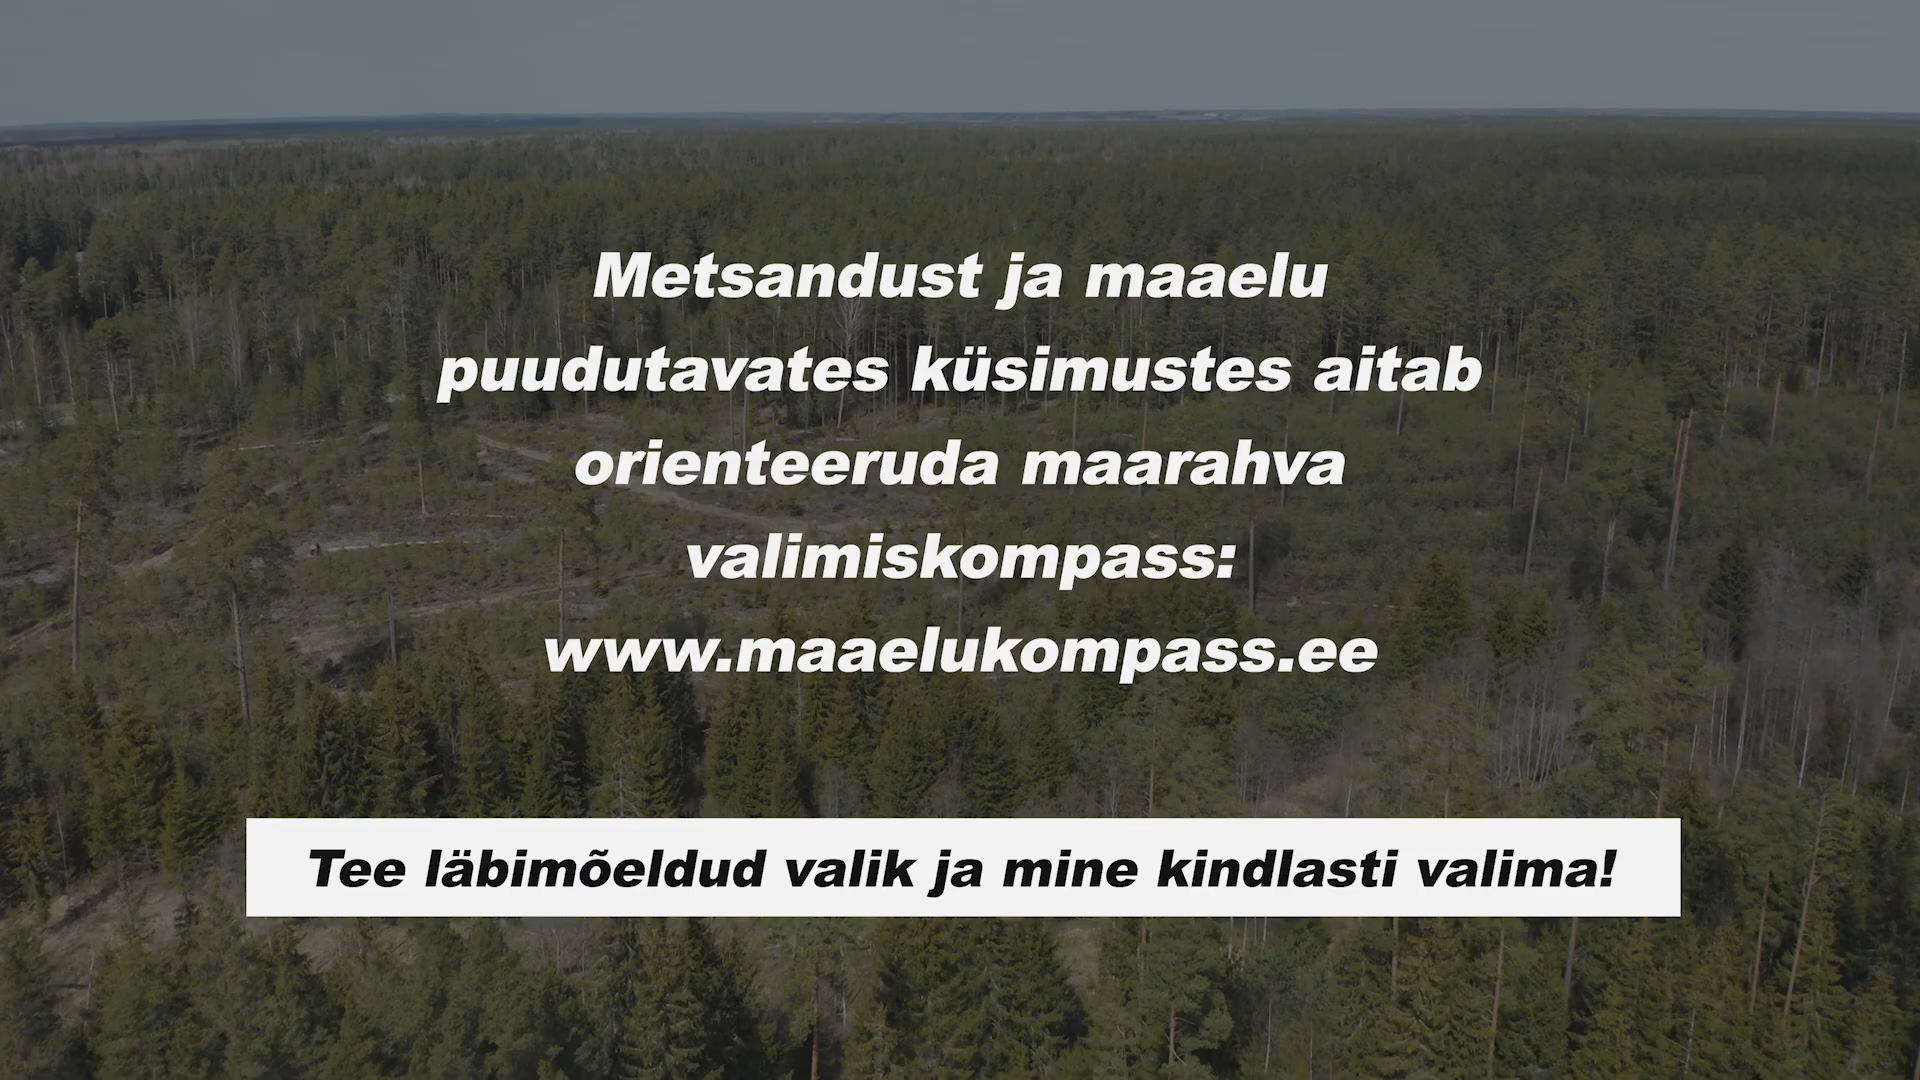 Metsandust ja maaelu
puudutavates küsimustes aitab
orienteeruda maarahva
valimiskompass:
www.maaelukompass.ee
Tee läbimõeldud valik ja mine kindlasti valima!